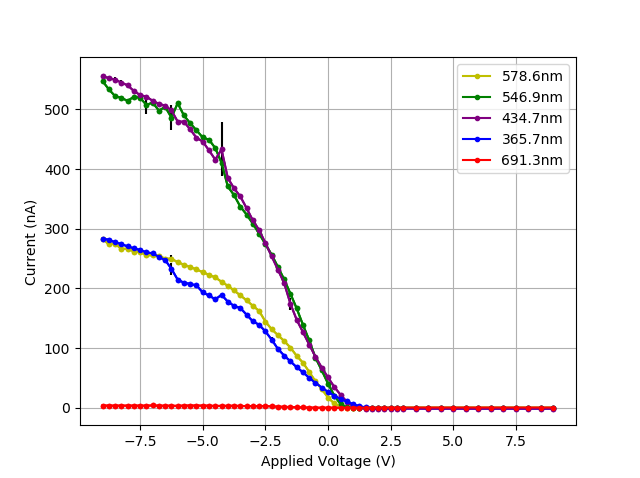 578.6nm
546.9nm
434.7nm
365.7nm
691.3nm
500
400
300
200
100
0
Current (nA)
−7.5 −5.0 −2.5 0.0 2.5 5.0 7.5
Applied Voltage (V)